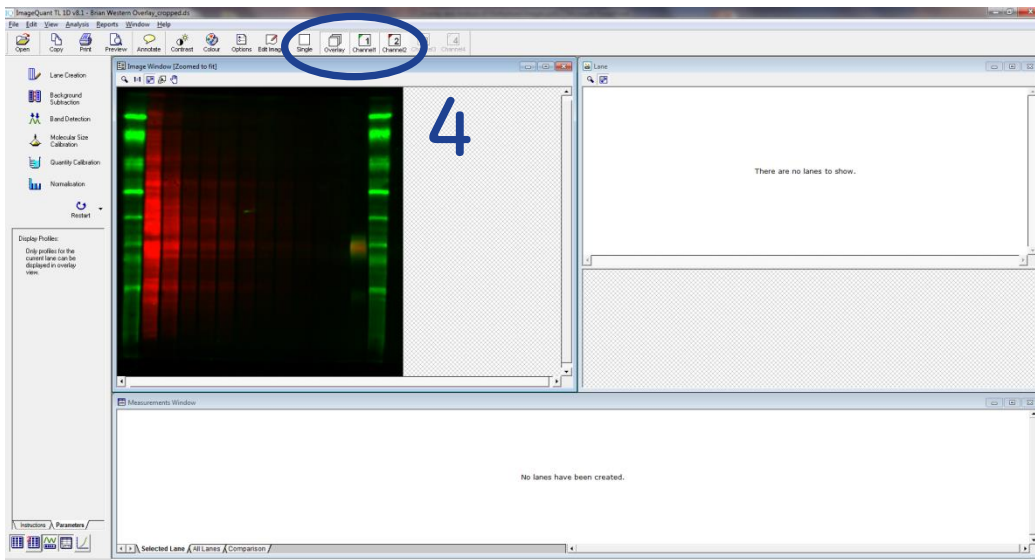 ImageQuant TL 1D v8.1 - Brian Western Overlay_cropped.ds
File Edit View Analysis Reports Window Help
Open Copy Print Preview Annotate Contrast Colour Options Edit Image Single Overlay Channel1 Channel2 Channel3 Channel4
Image Window [Zoomed to fit]
Lane
1:1
4
Lane Creation
Background
Subtraction
Band Detection
Molecular Size
Calibration
Quantity Calibration
Normalisation
Restart
There are no lanes to show.
Display Profiles:
Only profiles for the
current lane can be
displayed in overlay
view.
Measurements Window
No lanes have been created.
Instructions Parameters
Selected Lane All Lanes Comparison